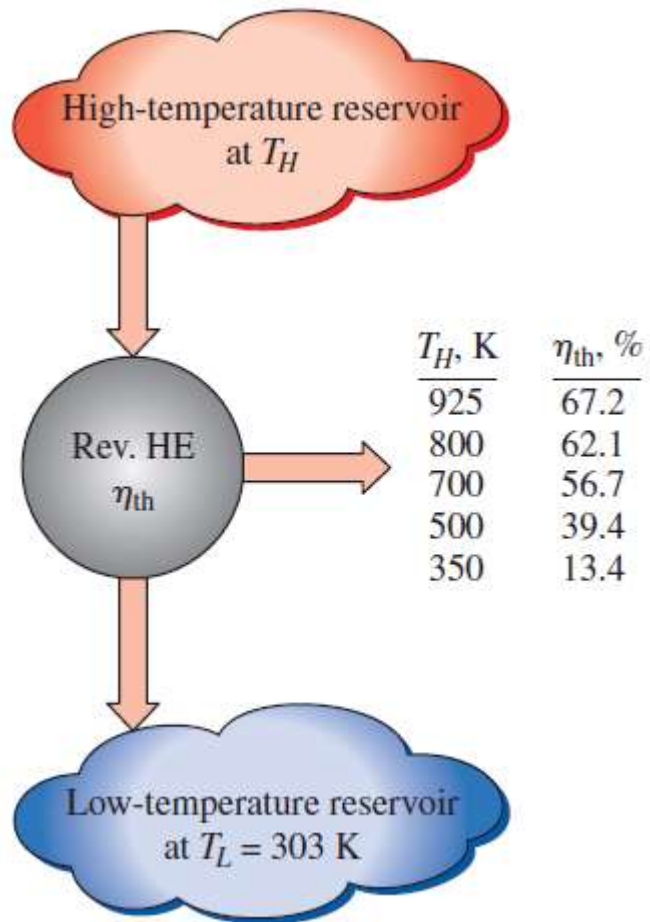 High-temperature reservoir
at T_H
Rev. HE
η_th
T_H, K η_th, %
925 67.2
800 62.1
700 56.7
500 39.4
350 13.4
Low-temperature reservoir
at T_L = 303 K